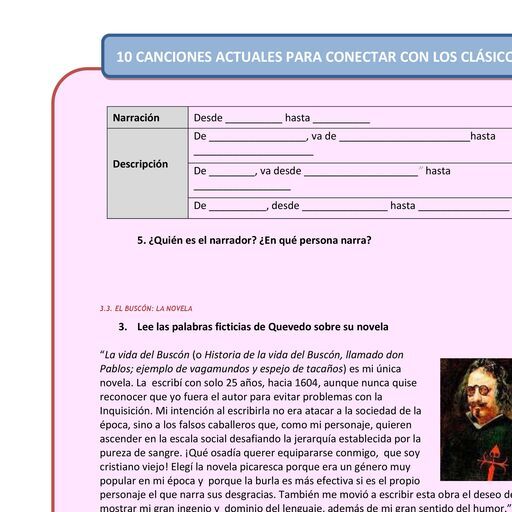 10 CANCIONES ACTUALES PARA CONECTAR CON LOS
Narración Desde __________ hasta __________
De _________________, va de _______________________hasta
_____________________
Descripción
De ________, va desde ____________________" hasta
_________________
De __________, desde _______________ hasta ________________
5. ¿Quién es el narrador? ¿En qué persona narra?
3.3. EL BUSCÓN: LA NOVELA
3. Lee las palabras ficticias de Quevedo sobre su novela
“La vida del Buscón (o Historia de la vida del Buscón, llamado don
Pablos; ejemplo de vagamundos y espejo de tacaños) es mi única
novela. La escribí con solo 25 años, hacia 1604, aunque nunca quise
reconocer que yo fuera el autor para evitar problemas con la
Inquisición. Mi intención al escribirla no era atacar a la sociedad de la
época, sino a los falsos caballeros que, como mi personaje, quieren
ascender en la escala social desafiando la jerarquía establecida por la
pureza de sangre. ¡Qué osadía querer equipararse conmigo, que soy
cristiano viejo! Elegí la novela picaresca porque era un género muy
popular en mi época y porque la burla es más efectiva si es el propio
personaje el que narra sus desgracias. También me movió a escribir esta obra el deseo
mostrar mi gran ingenio y dominio del lenguaje, además de mi gran sentido del humor.”